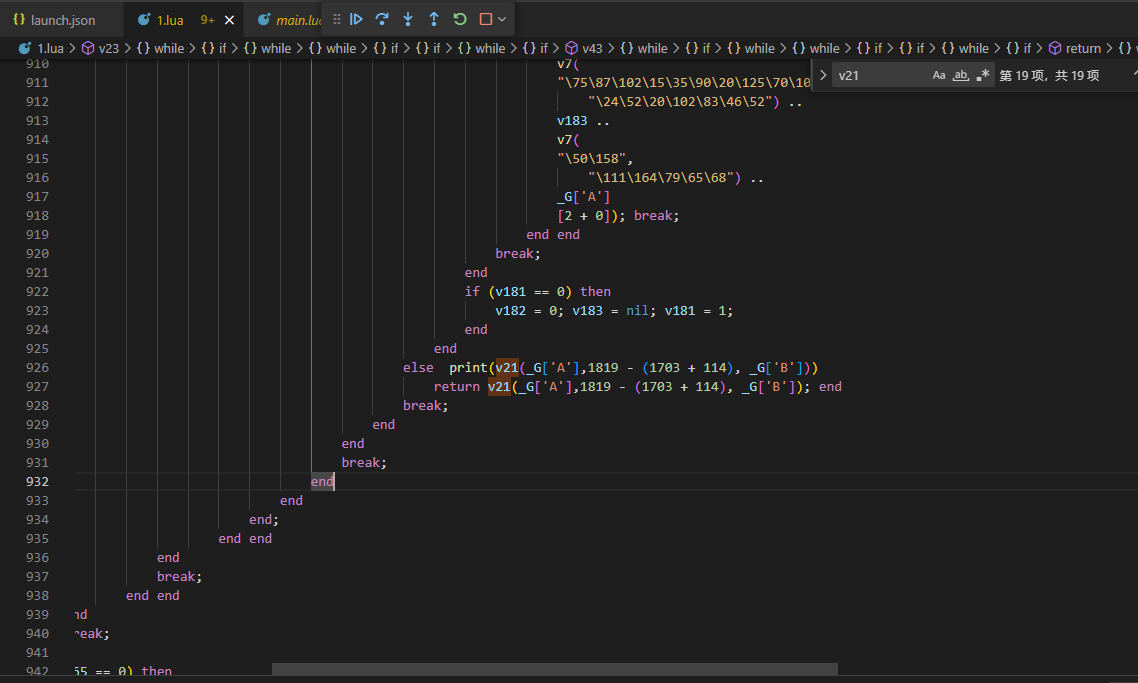 launch.json 1.lua 9+ main.lu
1.lua > v23 > {} while > {} if > {} while > {} while > {} if > {} if > {} while > {} if > v43 > {} while > {} if > {} while > {} while > {} if > {} if > {} while > {} if > return > {}
v21 Aa ab. .* 第 19 项，共 19 项
910 v7(
911 "\75\87\102\15\35\90\20\125\70\10
912 "\24\52\20\102\83\46\52") ..
913 v183 ..
914 v7(
915 "\50\158",
916 "\111\164\79\65\68") ..
917 _G['A']
918 [2 + 0]); break;
919 end end
920 break;
921 end
922 if (v181 == 0) then
923 v182 = 0; v183 = nil; v181 = 1;
924 end
925 end
926 else  print(v21(_G['A'],1819 - (1703 + 114), _G['B']))
927 return v21(_G['A'],1819 - (1703 + 114), _G['B']); end
928 break;
929 end
930 end
931 break;
932 end
933 end
934 end;
935 end end
936 end
937 break;
938 end end
939 nd
940 reak;
941
942 55 == 0) then